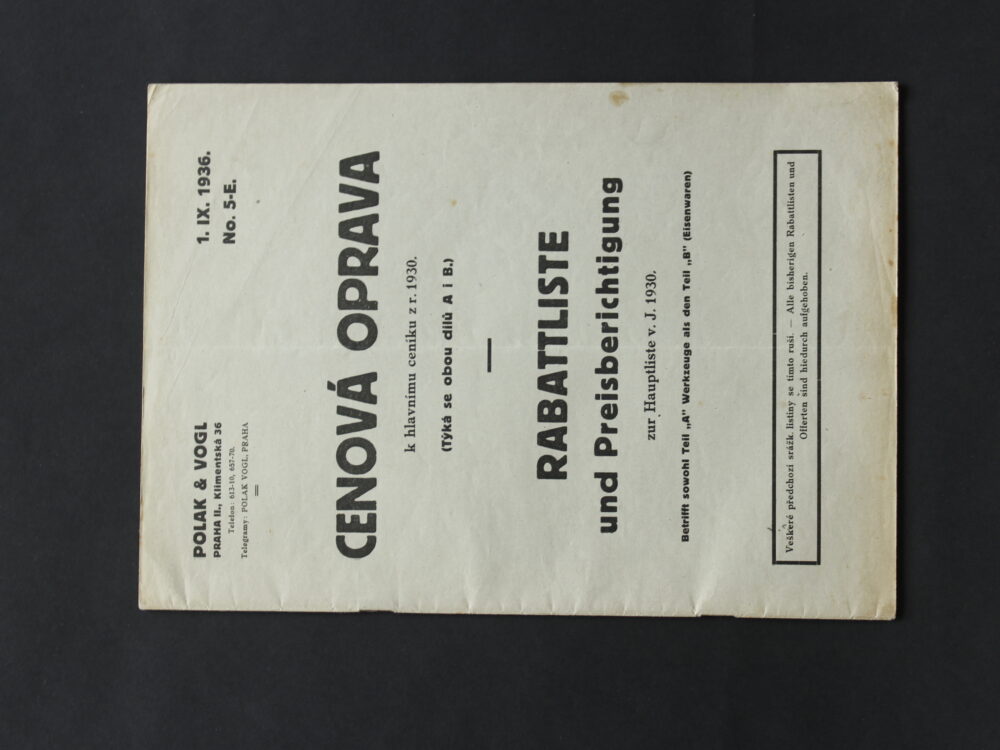 POLAK & VOGL
PRAHA II., Klimentská 36
Telefon: 613-10, 657-70.
Telegramy: POLAK VOGL, PRAHA
1. IX. 1936.
No. 5-E.
CENOVÁ OPRAVA
k hlavnímu ceníku z r. 1930.
(Týká se obou dílů A i B.)
RABATTLISTE
und Preisberichtigung
zur Hauptliste v. J. 1930.
Betrifft sowohl Teil „A" Werkzeuge als den Teil „B" (Eisenwaren)
Veškeré předchozí srážk. listiny se tímto ruší. — Alle bisherigen Rabattlisten und
Offerten sind hiedurch aufgehoben.